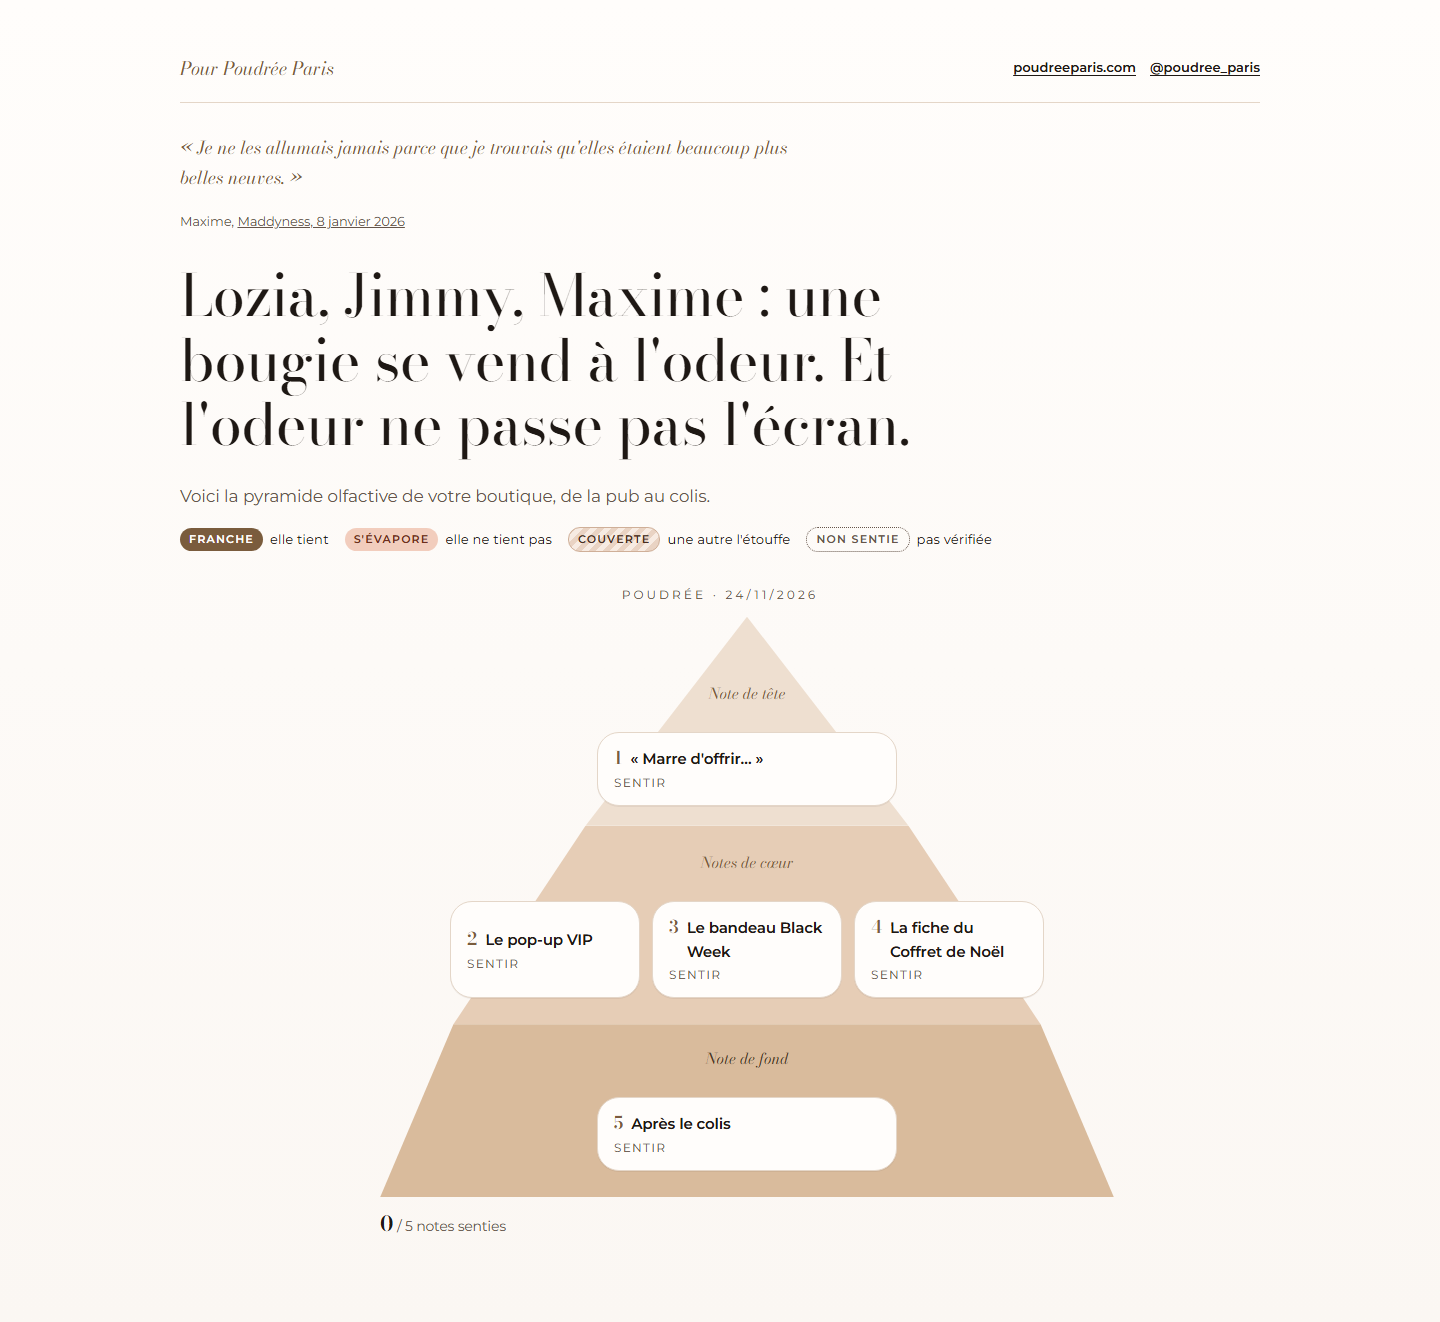 Pour Poudrée Paris
poudreeparis.com @poudree_paris
« Je ne les allumais jamais parce que je trouvais qu'elles étaient beaucoup plus
belles neuves. »
Maxime, Maddyness, 8 janvier 2026
Lozia, Jimmy, Maxime : une
bougie se vend à l'odeur. Et
l'odeur ne passe pas l'écran.
Voici la pyramide olfactive de votre boutique, de la pub au colis.
FRANCHE elle tient S'ÉVAPORE elle ne tient pas COUVERTE une autre l'étouffe NON SENTIE pas vérifiée
POUDRÉE · 24/11/2026
Note de tête
1 « Marre d'offrir... »
SENTIR
Notes de cœur
2 Le pop-up VIP
SENTIR
3 Le bandeau Black
Week
SENTIR
4 La fiche du
Coffret de Noël
SENTIR
Note de fond
5 Après le colis
SENTIR
0 / 5 notes senties